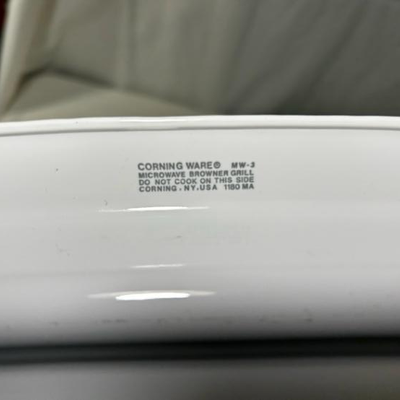 CORNING WARE® MW-2
MICROWAVE BROWNER GRILL
DO NOT COOK ON THIS SIDE
CORNING, NY. USA 1180 MA